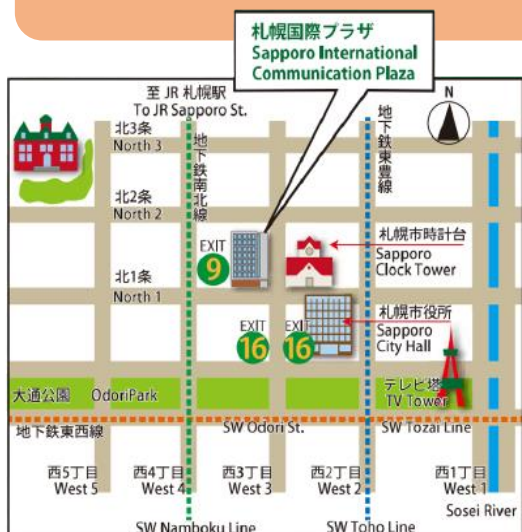 札幌国際プラザ
Sapporo International
Communication Plaza
至 JR 札幌駅
To JR Sapporo St.
N
北3条
North 3
地下鉄南北線
地下鉄東豊線
北2条
North 2
EXIT
9
札幌市時計台
Sapporo
Clock Tower
北1条
North 1
札幌市役所
Sapporo
City Hall
EXIT
16
EXIT
16
大通公園 OdoriPark
テレビ塔
TV Tower
地下鉄東西線
SW Odori St.
SW Tozai Line
西5丁目
West 5
西4丁目
West 4
西3丁目
West 3
西2丁目
West 2
西1丁目
West 1
Sosei River
SW Namboku Line
SW Toho Line